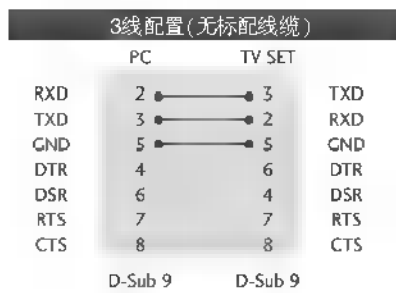 3线配置(无标配线缆)
PC TV SET
RXD 2 3 TXD
TXD 3 2 RXD
GND 5 5 GND
DTR 4 6 DTR
DSR 6 4 DSR
RTS 7 7 RTS
CTS 8 8 CTS
D-Sub 9 D-Sub 9